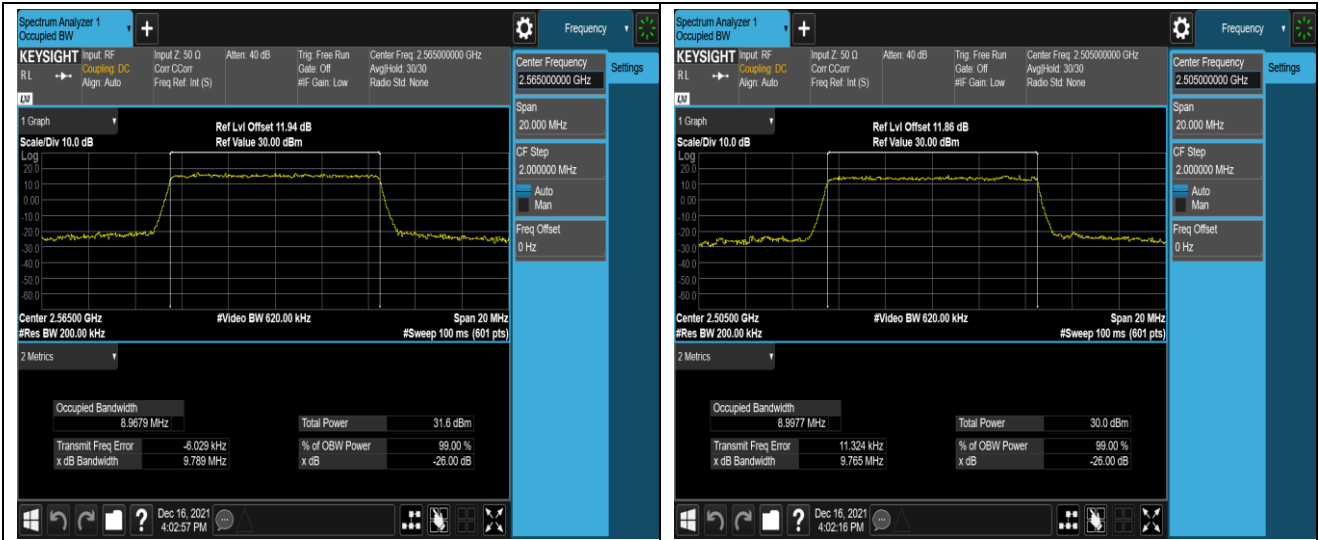 Spectrum Analyzer 1
Occupied BW
+
Frequency
KEYSIGHT Input: RF Input Z: 50 Ω Atten: 40 dB Trig: Free Run Center Freq: 2.565000000 GHz
RL Coupling: DC Corr CCorr Gate: Off Avg|Hold: 30/30
Align: Auto Freq Ref: Int (S) #IF Gain: Low Radio Std: None
LXI
Center Frequency
2.565000000 GHz
Settings
Span
20.000 MHz
CF Step
2.000000 MHz
Auto
Man
Freq Offset
0 Hz
1 Graph
Ref Lvl Offset 11.94 dB
Scale/Div 10.0 dB Ref Value 30.00 dBm
Log
20.0
10.0
0.00
-10.0
-20.0
-30.0
-40.0
-50.0
-60.0
Center 2.56500 GHz #Video BW 620.00 kHz Span 20 MHz
#Res BW 200.00 kHz #Sweep 100 ms (601 pts)
2 Metrics
Occupied Bandwidth
8.9679 MHz Total Power 31.6 dBm
Transmit Freq Error -6.029 kHz % of OBW Power 99.00 %
x dB Bandwidth 9.789 MHz x dB -26.00 dB
?
Dec 16, 2021
4:02:57 PM
Spectrum Analyzer 1
Occupied BW
+
Frequency
KEYSIGHT Input: RF Input Z: 50 Ω Atten: 40 dB Trig: Free Run Center Freq: 2.505000000 GHz
RL Coupling: DC Corr CCorr Gate: Off Avg|Hold: 30/30
Align: Auto Freq Ref: Int (S) #IF Gain: Low Radio Std: None
LXI
Center Frequency
2.505000000 GHz
Settings
Span
20.000 MHz
CF Step
2.000000 MHz
Auto
Man
Freq Offset
0 Hz
1 Graph
Ref Lvl Offset 11.86 dB
Scale/Div 10.0 dB Ref Value 30.00 dBm
Log
20.0
10.0
0.00
-10.0
-20.0
-30.0
-40.0
-50.0
-60.0
Center 2.50500 GHz #Video BW 620.00 kHz Span 20 MHz
#Res BW 200.00 kHz #Sweep 100 ms (601 pts)
2 Metrics
Occupied Bandwidth
8.9977 MHz Total Power 30.0 dBm
Transmit Freq Error 11.324 kHz % of OBW Power 99.00 %
x dB Bandwidth 9.765 MHz x dB -26.00 dB
?
Dec 16, 2021
4:02:16 PM